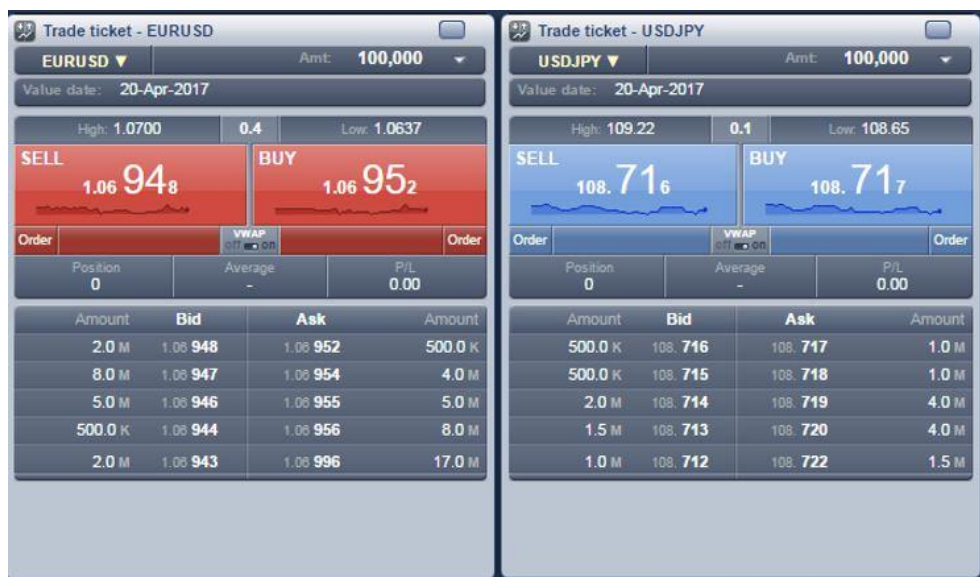 Trade ticket - EURUSD
EURUSD ▼ Amt: 100,000
Value date: 20-Apr-2017
High: 1.0700 0.4 Low: 1.0637
SELL BUY
1.06 94 8 1.06 95 2
Order VWAP off on Order
Position Average P/L
0 - 0.00
Amount Bid Ask Amount
2.0 M 1.06 948 1.06 952 500.0 K
8.0 M 1.06 947 1.06 954 4.0 M
5.0 M 1.06 946 1.06 955 5.0 M
500.0 K 1.06 944 1.06 956 8.0 M
2.0 M 1.06 943 1.06 996 17.0 M
Trade ticket - USDJPY
USDJPY ▼ Amt: 100,000
Value date: 20-Apr-2017
High: 109.22 0.1 Low: 108.65
SELL BUY
108. 71 6 108. 71 7
Order VWAP off on Order
Position Average P/L
0 - 0.00
Amount Bid Ask Amount
500.0 K 108. 716 108. 717 1.0 M
500.0 K 108. 715 108. 718 1.0 M
2.0 M 108. 714 108. 719 4.0 M
1.5 M 108. 713 108. 720 4.0 M
1.0 M 108. 712 108. 722 1.5 M